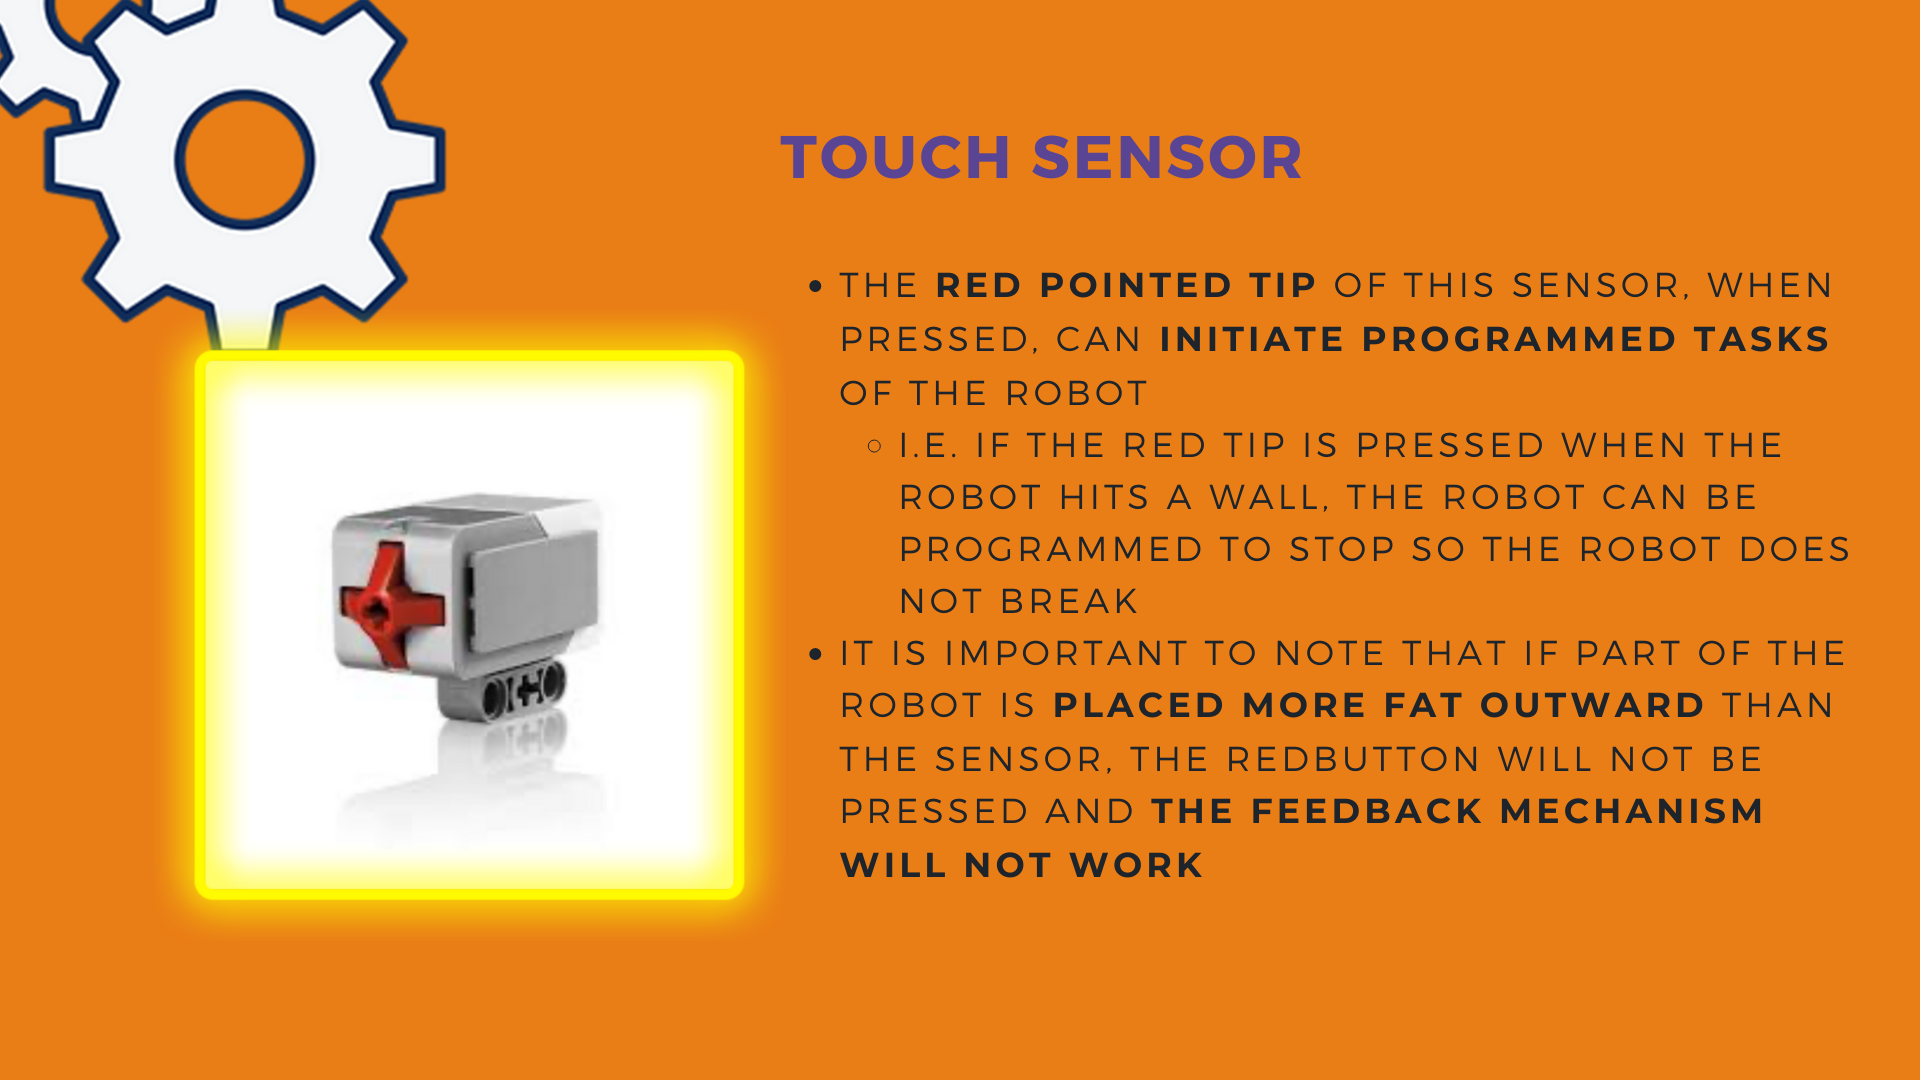 TOUCH SENSOR
THE RED POINTED TIP OF THIS SENSOR, WHEN
PRESSED, CAN INITIATE PROGRAMMED TASKS
OF THE ROBOT
I.E. IF THE RED TIP IS PRESSED WHEN THE
ROBOT HITS A WALL, THE ROBOT CAN BE
PROGRAMMED TO STOP SO THE ROBOT DOES
NOT BREAK
IT IS IMPORTANT TO NOTE THAT IF PART OF THE
ROBOT IS PLACED MORE FAT OUTWARD THAN
THE SENSOR, THE REDBUTTON WILL NOT BE
PRESSED AND THE FEEDBACK MECHANISM
WILL NOT WORK